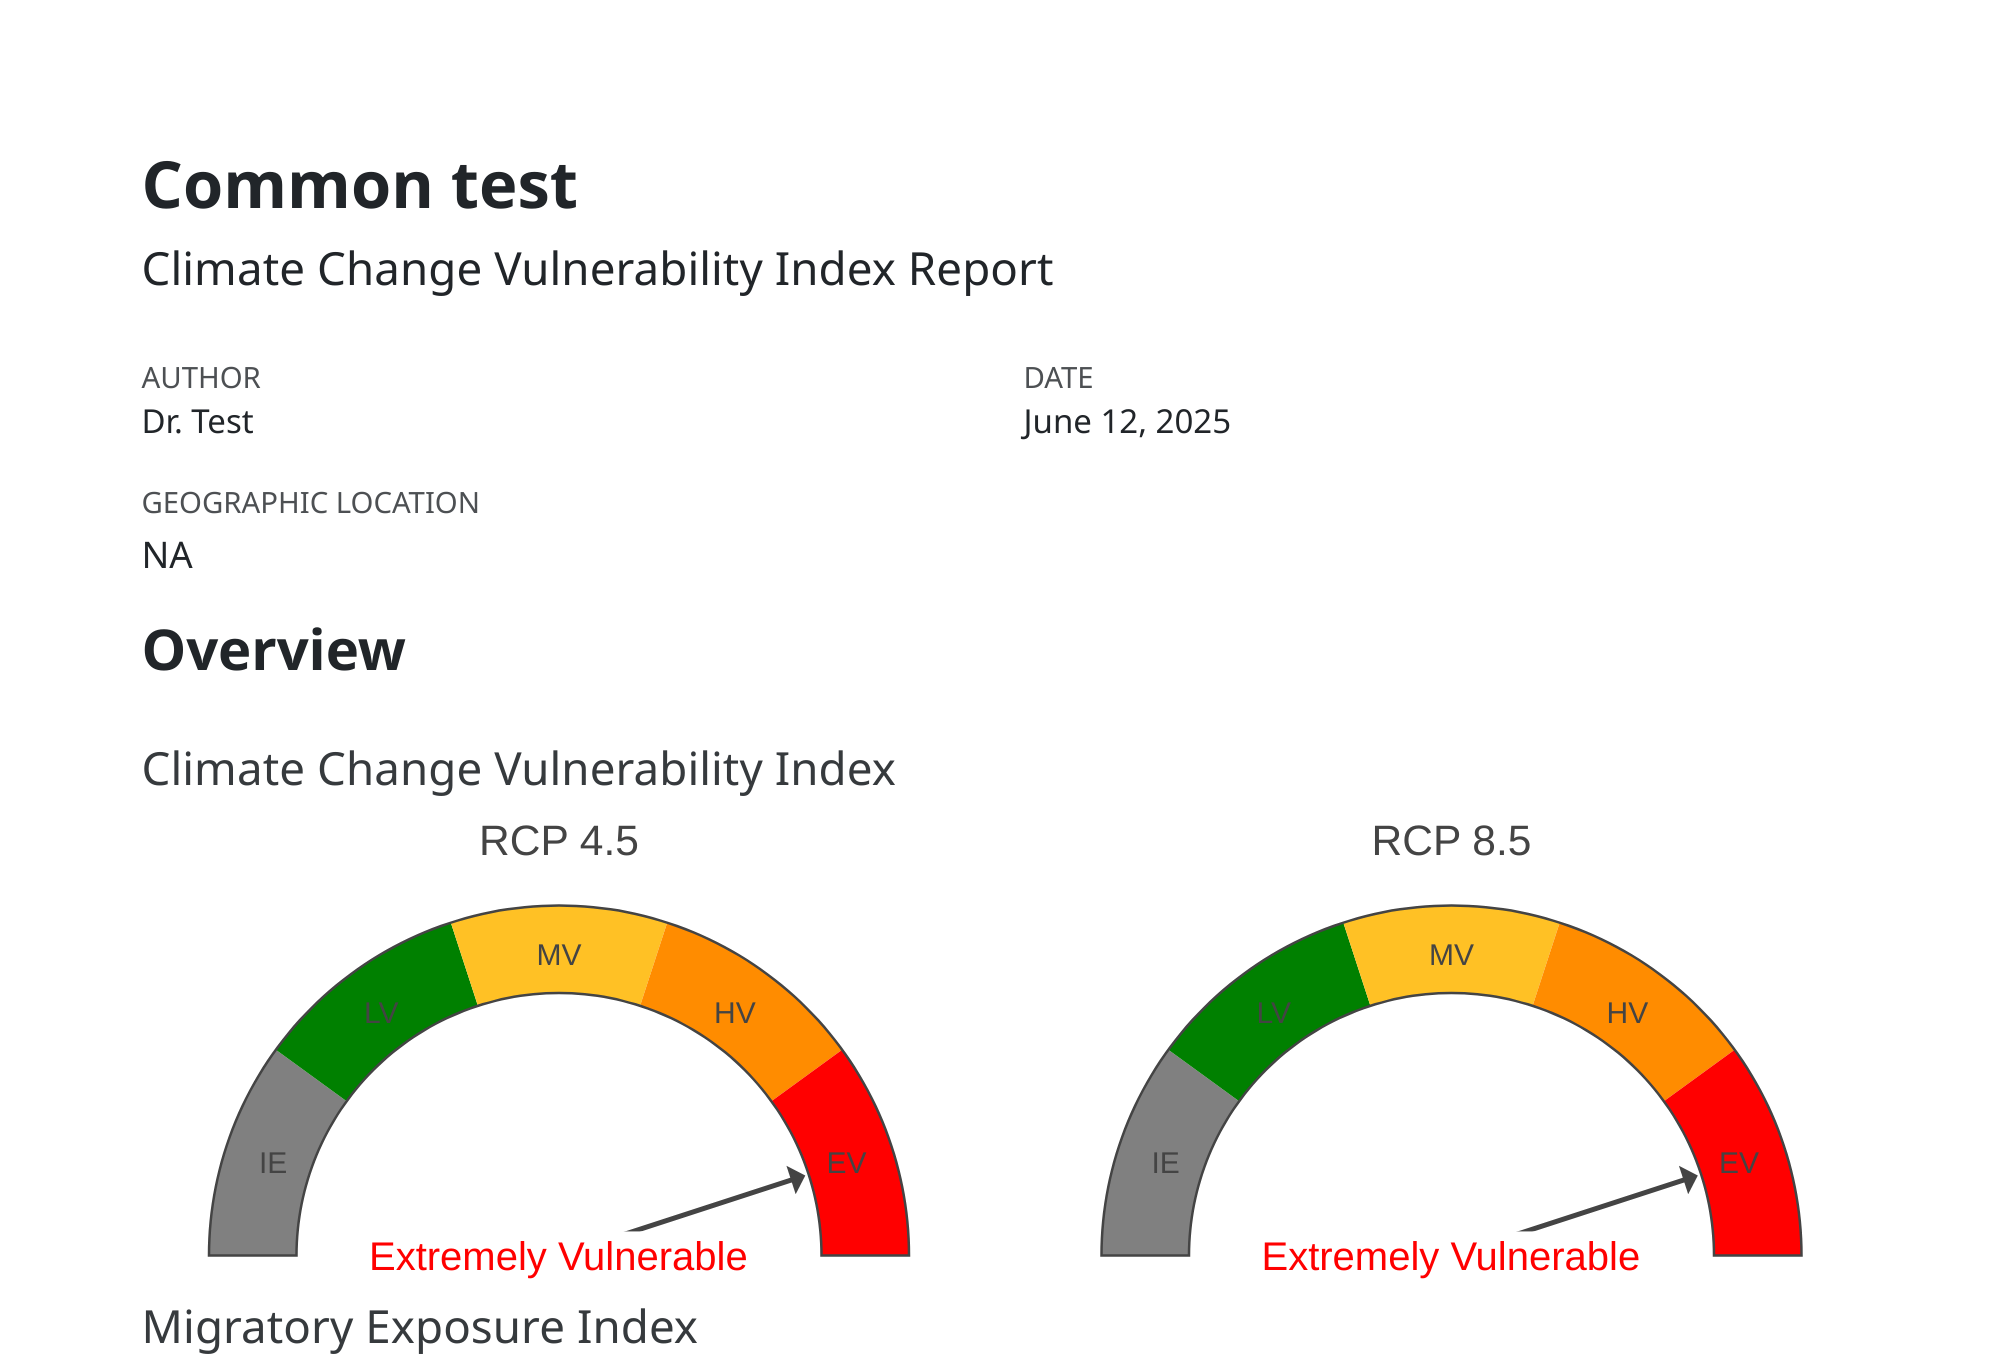 Common test
Climate Change Vulnerability Index Report
AUTHOR
Dr. Test
DATE
June 12, 2025
GEOGRAPHIC LOCATION
NA
Overview
Climate Change Vulnerability Index
RCP 4.5
IE
LV
MV
HV
EV
Extremely Vulnerable
RCP 8.5
IE
LV
MV
HV
EV
Extremely Vulnerable
Migratory Exposure Index